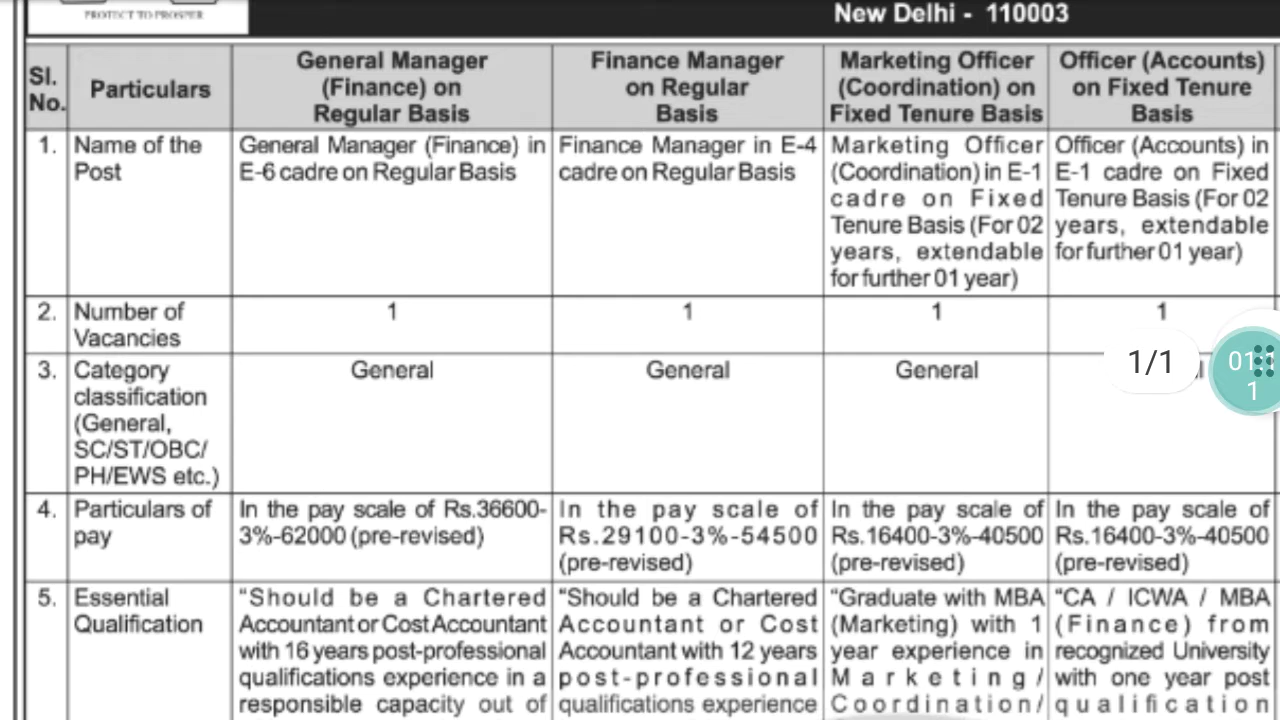 PROTECT TO PROSPER
New Delhi - 110003
Sl.
No.
Particulars
General Manager
(Finance) on
Regular Basis
Finance Manager
on Regular
Basis
Marketing Officer
(Coordination) on
Fixed Tenure Basis
Officer (Accounts)
on Fixed Tenure
Basis
1.
Name of the
Post
General Manager (Finance) in
E-6 cadre on Regular Basis
Finance Manager in E-4
cadre on Regular Basis
Marketing Officer
(Coordination) in E-1
cadre on Fixed
Tenure Basis (For 02
years, extendable
for further 01 year)
Officer (Accounts) in
E-1 cadre on Fixed
Tenure Basis (For 02
years, extendable
for further 01 year)
2.
Number of
Vacancies
1
1
1
1
3.
Category
classification
(General,
SC/ST/OBC/
PH/EWS etc.)
General
General
General
1/1
4.
Particulars of
pay
In the pay scale of Rs.36600-
3%-62000 (pre-revised)
In the pay scale of
Rs.29100-3%-54500
(pre-revised)
In the pay scale of
Rs.16400-3%-40500
(pre-revised)
In the pay scale of
Rs.16400-3%-40500
(pre-revised)
5.
Essential
Qualification
"Should be a Chartered
Accountant or Cost Accountant
with 16 years post-professional
qualifications experience in a
responsible capacity out of
"Should be a Chartered
Accountant or Cost
Accountant with 12 years
post-professional
qualifications experience
"Graduate with MBA
(Marketing) with 1
year experience in
Marketing/
Coordination/
"CA / ICWA / MBA
(Finance) from
recognized University
with one year post
qualification